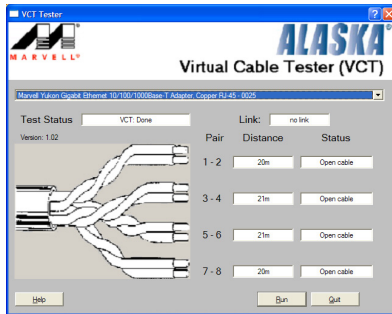 VCT Tester
MARVELL®
ALASKA®
Virtual Cable Tester (VCT)
Marvell Yukon Gigabit Ethernet 10/100/1000Base-T Adapter, Copper RJ-45 - 0025
Test Status VCT: Done Link: no link
Version: 1.02 Pair Distance Status
1 - 2 20m Open cable
3 - 4 21m Open cable
5 - 6 21m Open cable
7 - 8 20m Open cable
Help Run Quit